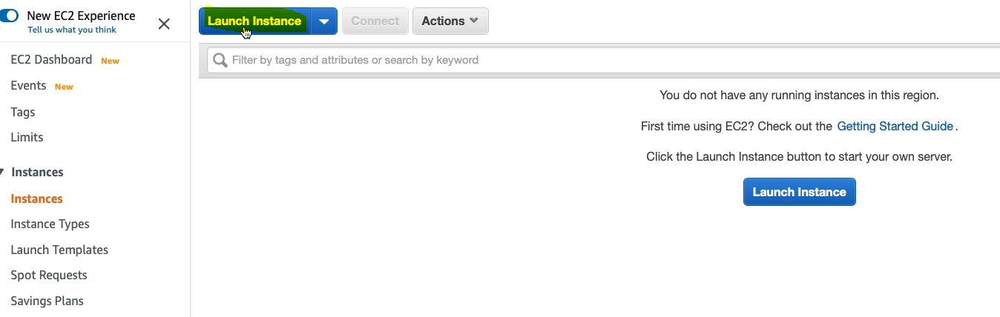 New EC2 Experience
Tell us what you think
EC2 Dashboard New
Events New
Tags
Limits
Instances
Instances
Instance Types
Launch Templates
Spot Requests
Savings Plans
Launch Instance
Connect
Actions
Filter by tags and attributes or search by keyword
You do not have any running instances in this region.
First time using EC2? Check out the Getting Started Guide.
Click the Launch Instance button to start your own server.
Launch Instance